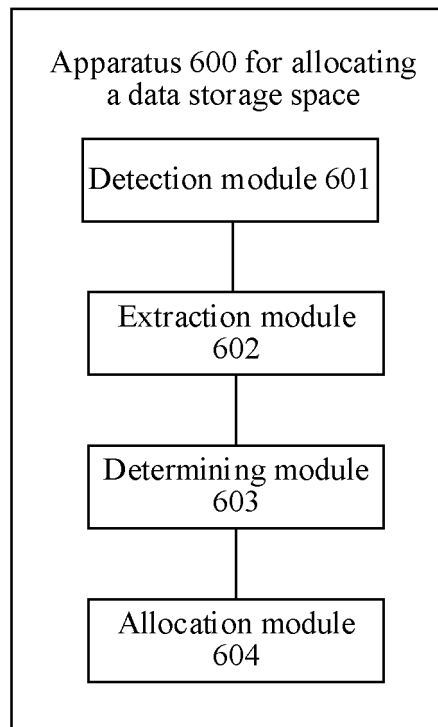 Apparatus 600 for allocating
a data storage space
Detection module 601
Extraction module
602
Determining module
603
Allocation module
604